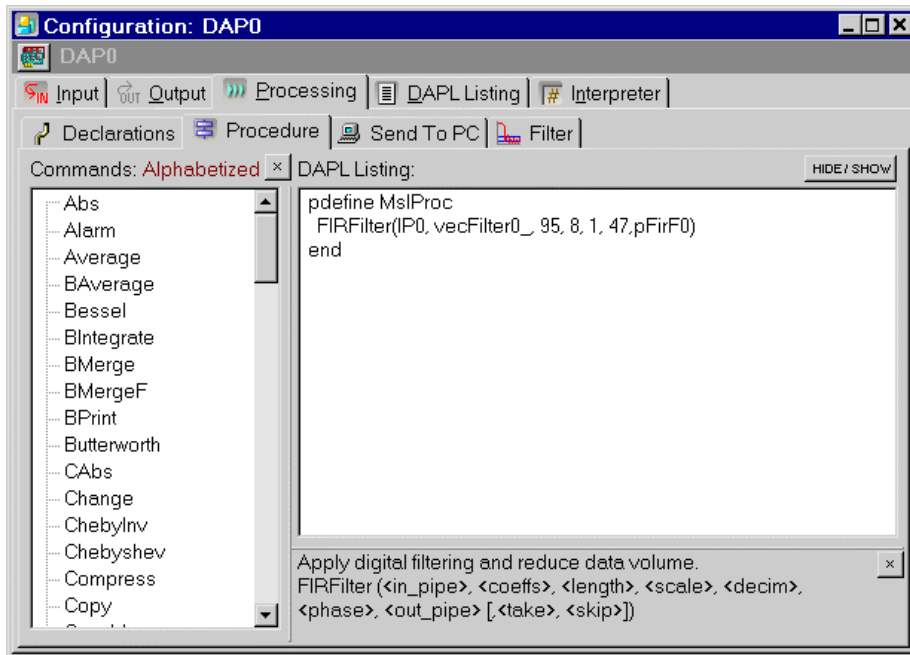 Configuration: DAP0
DAP0
IN Input OUT Output Processing DAPL Listing # Interpreter
Declarations Procedure Send To PC Filter
Commands: Alphabetized × DAPL Listing: HIDE / SHOW
Abs
Alarm
Average
BAverage
Bessel
BIntegrate
BMerge
BMergeF
BPrint
Butterworth
CAbs
Change
ChebyInv
Chebyshev
Compress
Copy
pdefine MslProc
FIRFilter(IP0, vecFilter0_, 95, 8, 1, 47,pFirF0)
end
Apply digital filtering and reduce data volume. ×
FIRFilter (<in_pipe>, <coeffs>, <length>, <scale>, <decim>,
<phase>, <out_pipe> [,<take>, <skip>])